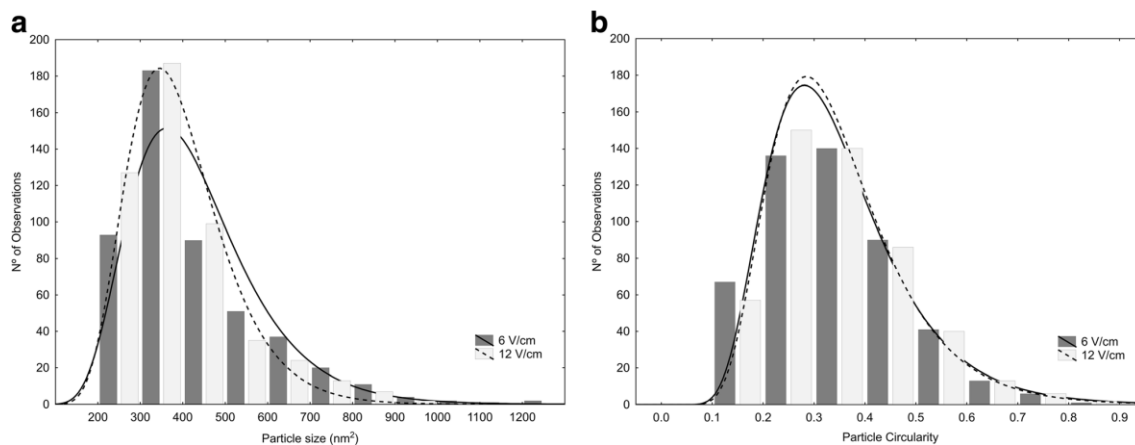 a
200
180
160
140
120
100
80
60
40
20
0
Nº of Observations
200 300 400 500 600 700 800 900 1000 1100 1200
Particle size (nm²)
6 V/cm
12 V/cm
b
200
180
160
140
120
100
80
60
40
20
0
Nº of Observations
0.0 0.1 0.2 0.3 0.4 0.5 0.6 0.7 0.8 0.9
Particle Circularity
6 V/cm
12 V/cm